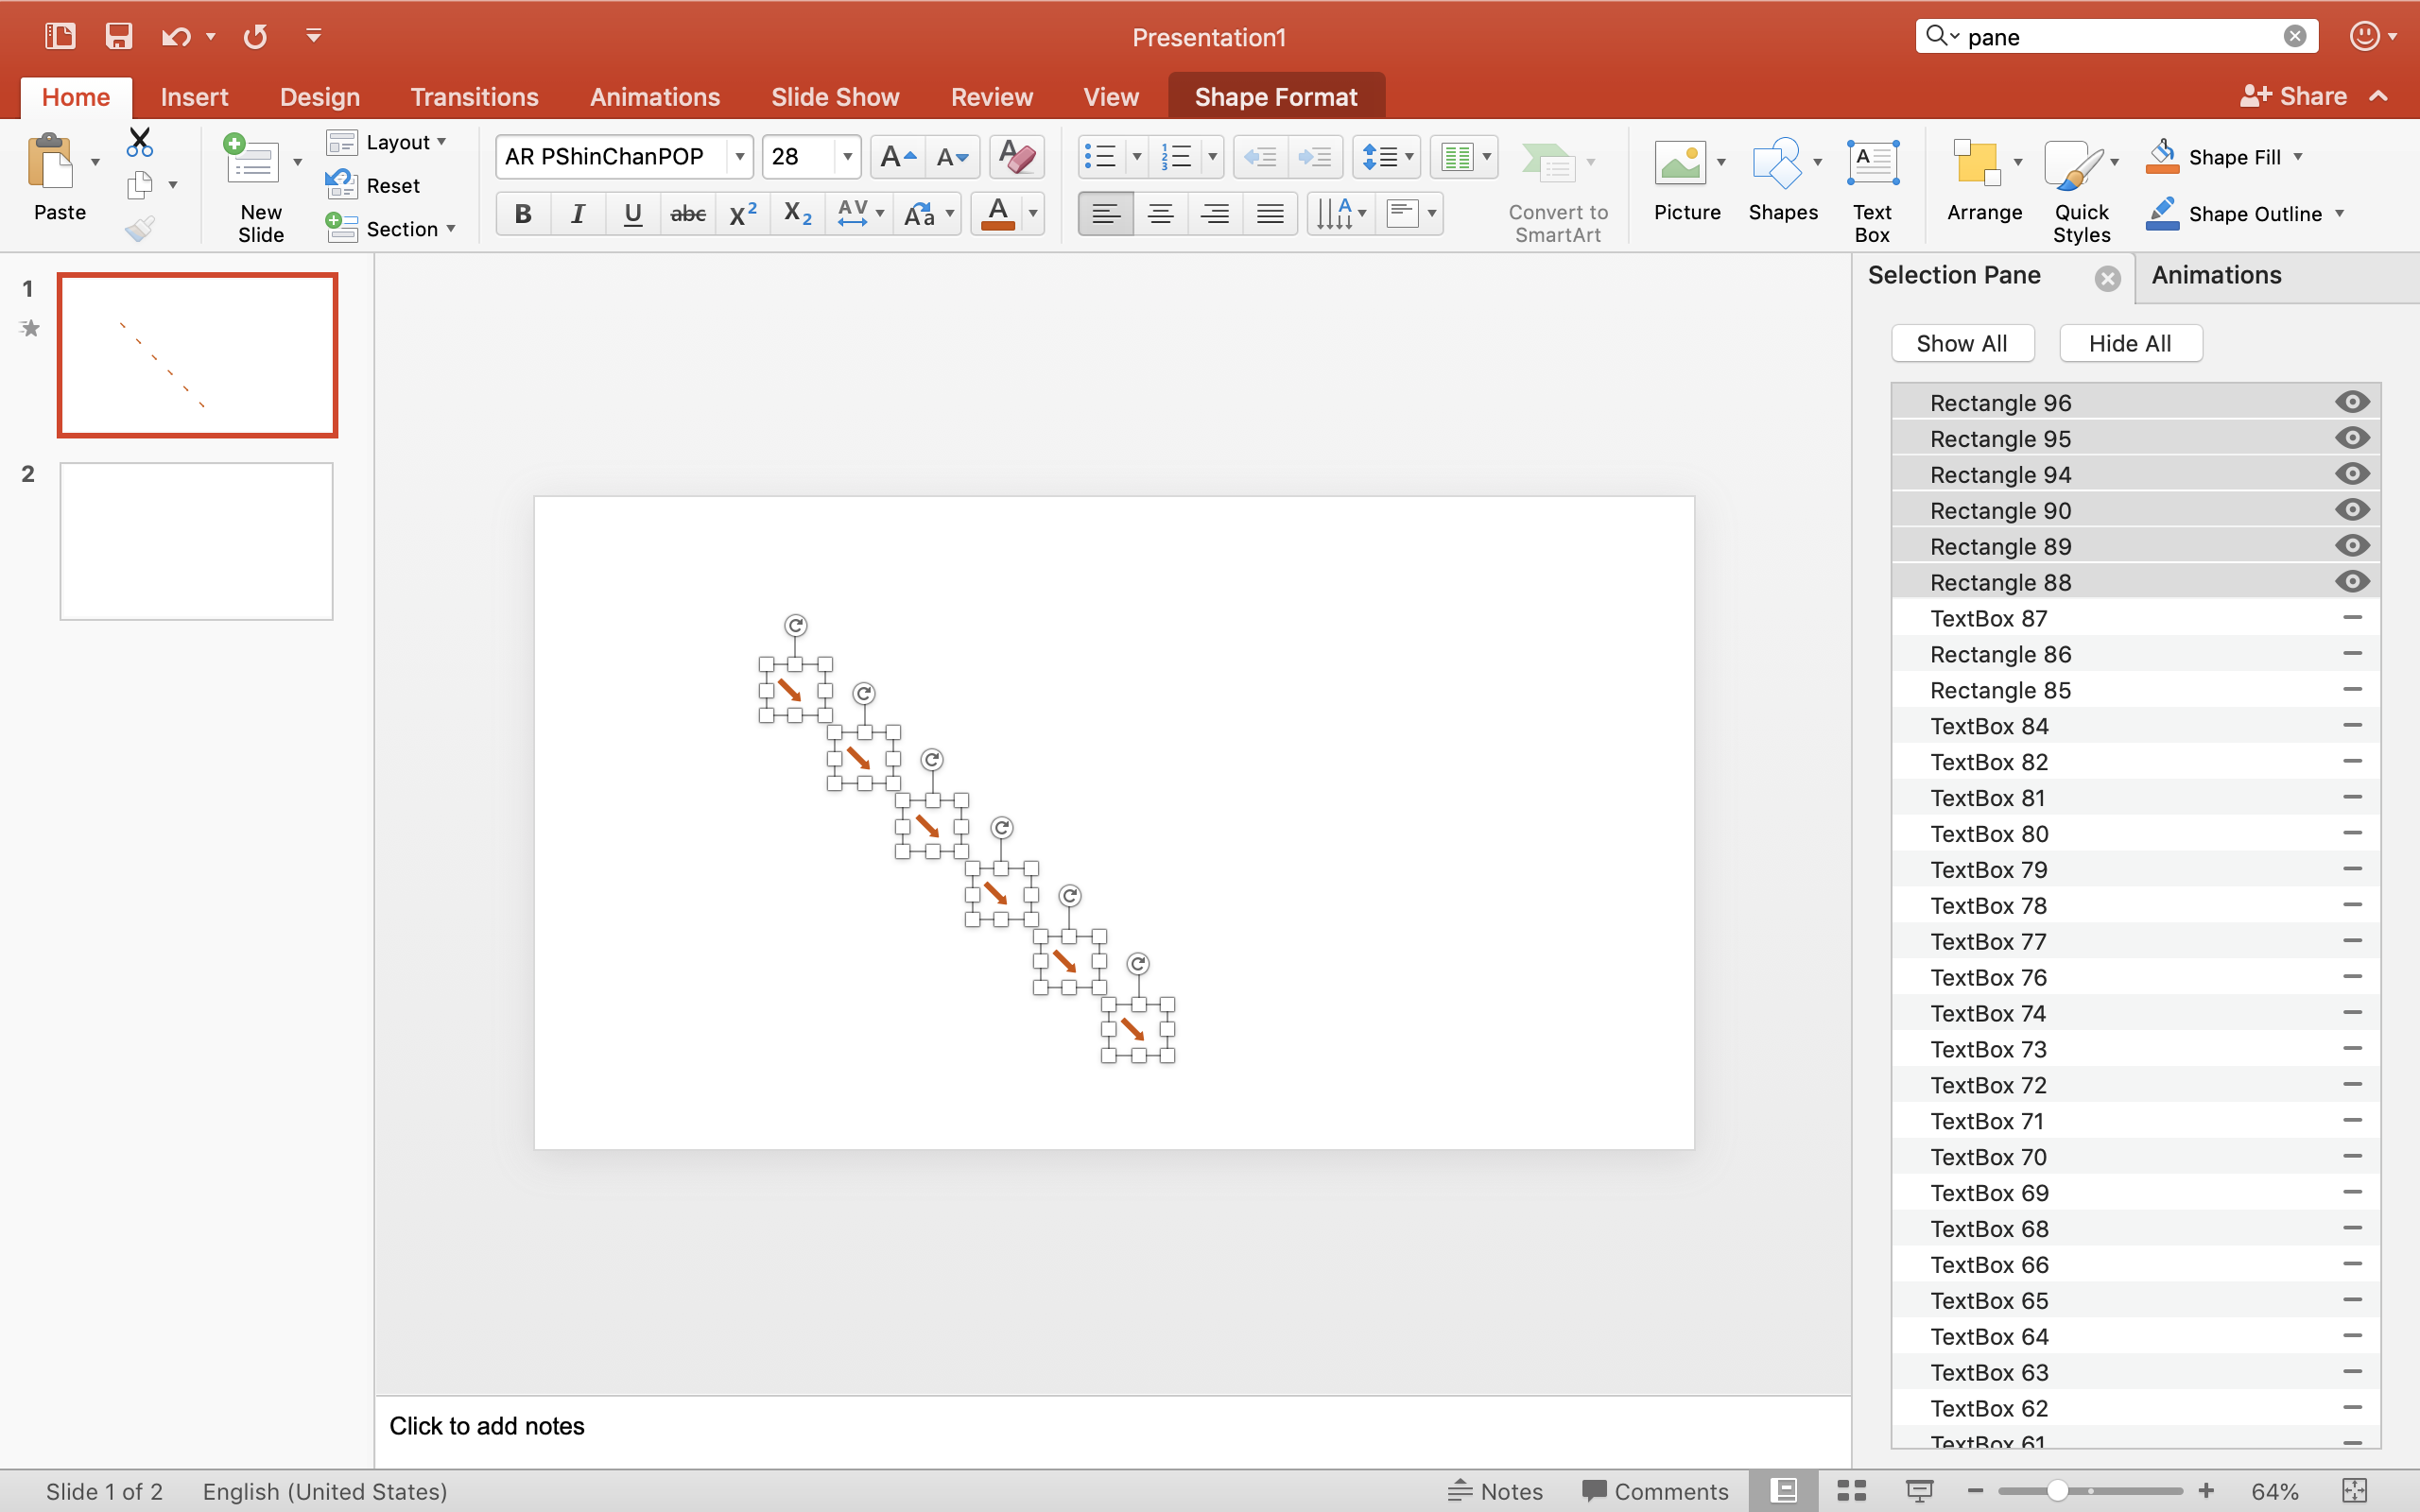 Presentation1
pane
Home Insert Design Transitions Animations Slide Show Review View Shape Format Share
Paste
New Slide
Layout
Reset
Section
AR PShinChanPOP 28
B I U abc X2 X2 AV Aa A
Convert to SmartArt
Picture
Shapes
Text Box
Arrange
Quick Styles
Shape Fill
Shape Outline
1
2
Selection Pane Animations
Show All Hide All
Rectangle 96
Rectangle 95
Rectangle 94
Rectangle 90
Rectangle 89
Rectangle 88
TextBox 87
Rectangle 86
Rectangle 85
TextBox 84
TextBox 82
TextBox 81
TextBox 80
TextBox 79
TextBox 78
TextBox 77
TextBox 76
TextBox 74
TextBox 73
TextBox 72
TextBox 71
TextBox 70
TextBox 69
TextBox 68
TextBox 66
TextBox 65
TextBox 64
TextBox 63
TextBox 62
TextBox 61
Click to add notes
Slide 1 of 2 English (United States) Notes Comments 64%